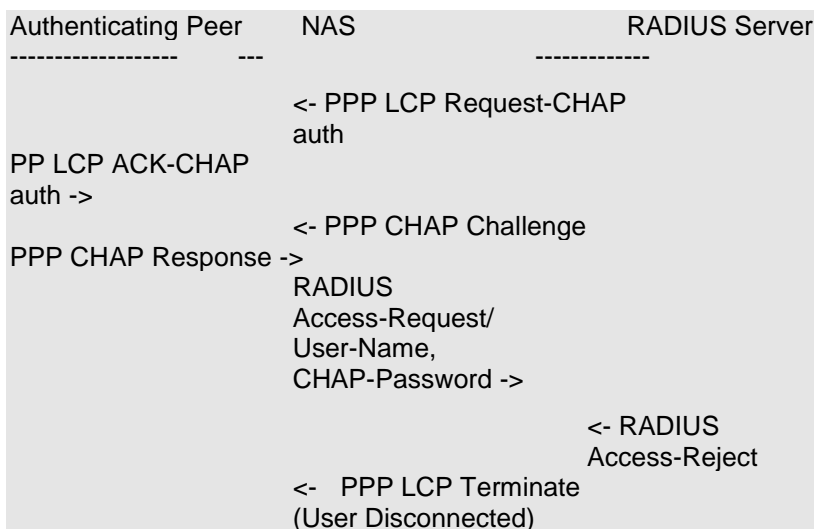 Authenticating Peer NAS RADIUS Server
------------------- --- -------------
<- PPP LCP Request-CHAP
auth
PP LCP ACK-CHAP
auth ->
<- PPP CHAP Challenge
PPP CHAP Response ->
RADIUS
Access-Request/
User-Name,
CHAP-Password ->
<- RADIUS
Access-Reject
<- PPP LCP Terminate
(User Disconnected)